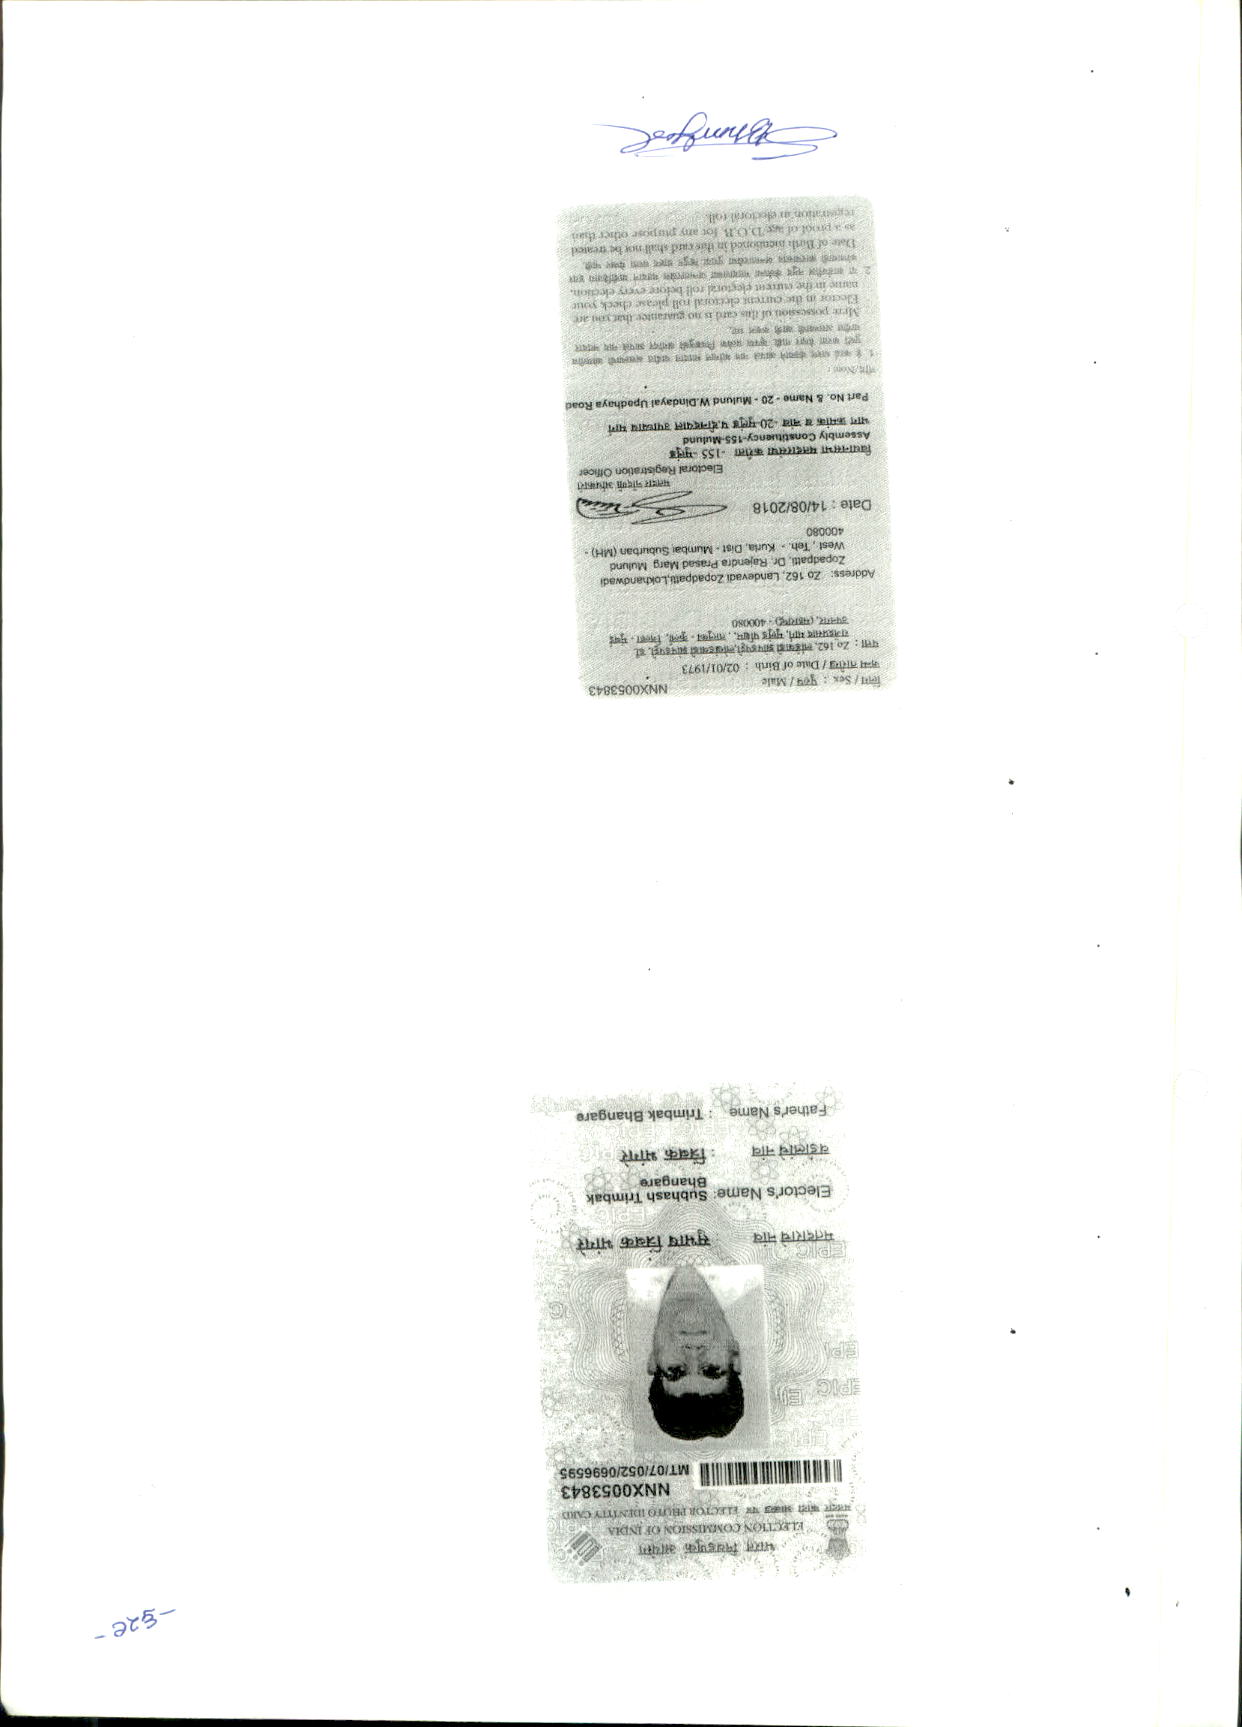 -६२९-
भारत निवडणुक आयोग
ELECTION COMMISSION OF INDIA
मतदार फोटो ओळख पत्र ELECTOR PHOTO IDENTITY CARD
NNX0053843
MT/07/052/0696595
मतदाराचे नांव : सुभाष त्रिंबक भांगरे
Elector's Name: Subhash Trimbak
Bhangare
वडीलांचे नांव : त्रिंबक भांगरे
Father's Name : Trimbak Bhangare
लिंग / Sex : पुरुष / Male NNX0053843
जन्म तारीख / Date of Birth : 02/01/1973
पत्ता : Zo 162, लांडेवाडी झोपडपट्टी,लोखंडवाडी झोपडपट्टी, डॉ.
राजेंद्रप्रसाद मार्ग, मुलुंड पश्चिम, , तालुका - कुर्ला, जिल्हा - मुंबई
उपनगर, (महाराष्ट्र) - 400080
Address: Zo 162, Landevadi Zopadpatti,Lokhandwadi
Zopadpatti, Dr. Rajendra Prasad Marg Mulund
West , Teh. - Kurla, Dist - Mumbai Suburban (MH) -
400080
Date : 14/08/2018
मतदार नोंदणी अधिकारी
Electoral Registration Officer
विधानसभा मतदारसंघा करीता -155 -मुलुंड
Assembly Constituency-155-Mulund
भाग क्रमांक व नांव -20-मुलुंड प.दीनदयाल उपाध्याय मार्ग
Part No. & Name - 20 - Mulund W.Dindayal Upadhaya Road
नोंद/Note :
Mere possession of this card is no guarantee that you are
Elector in the current electoral roll please check your
name in the current electoral roll before every election.
Date of Birth mentioned in this card shall not be treated
as a proof of age/D.O.B. for any purpose other than
registration in electoral roll.